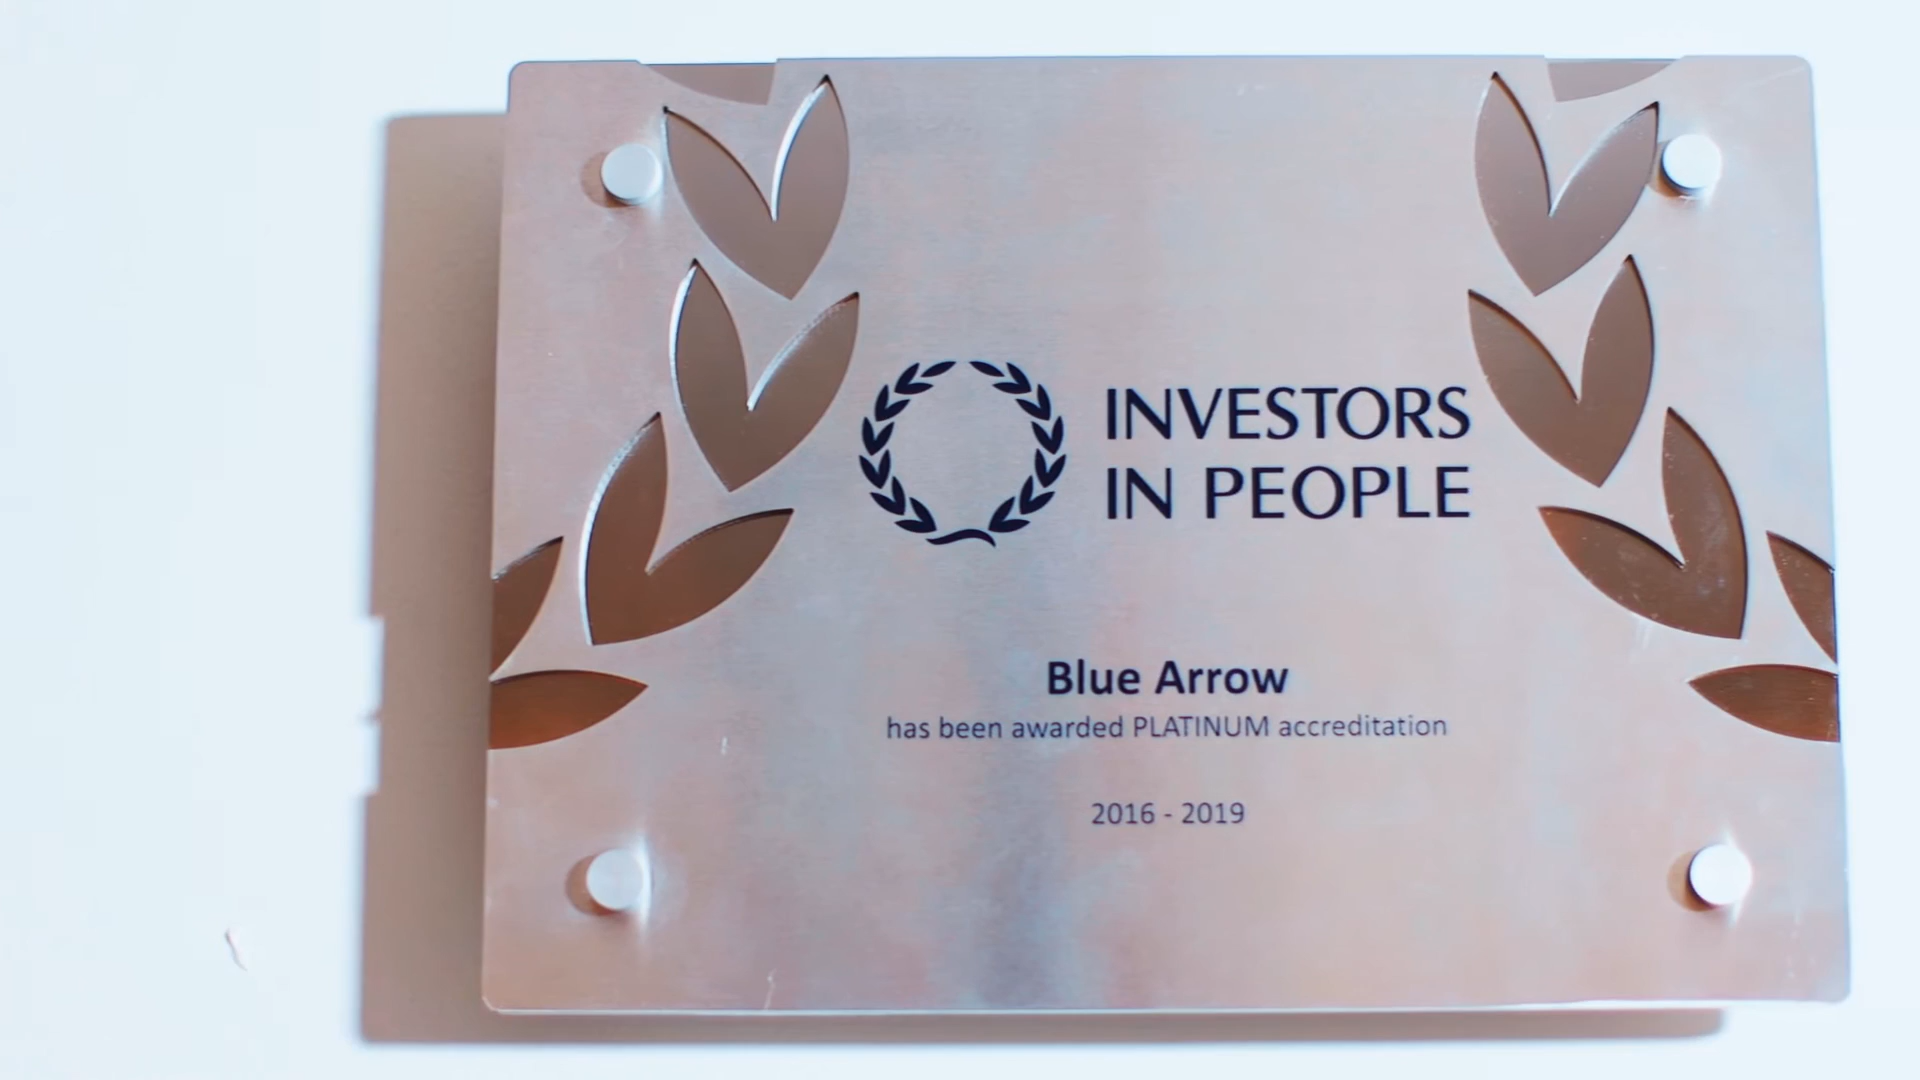 INVESTORS
IN PEOPLE
Blue Arrow
has been awarded PLATINUM accreditation
2016 - 2019